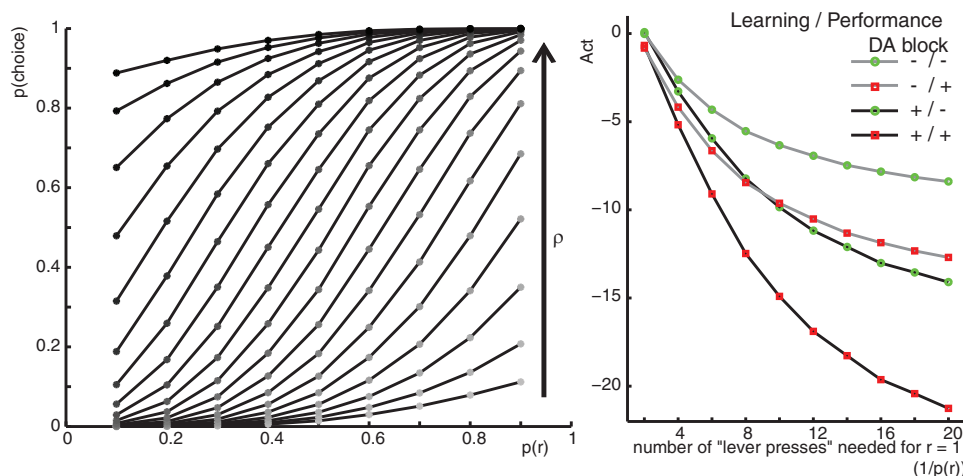 p(choice)
1
0.8
0.6
0.4
0.2
0
0
0.2
0.4
0.6
0.8
1
p(r)
ρ
Act
0
−5
−10
−15
−20
4
8
12
16
20
number of "lever presses" needed for r = 1
(1/p(r))
Learning / Performance
DA block
- / -
- / +
+ / -
+ / +